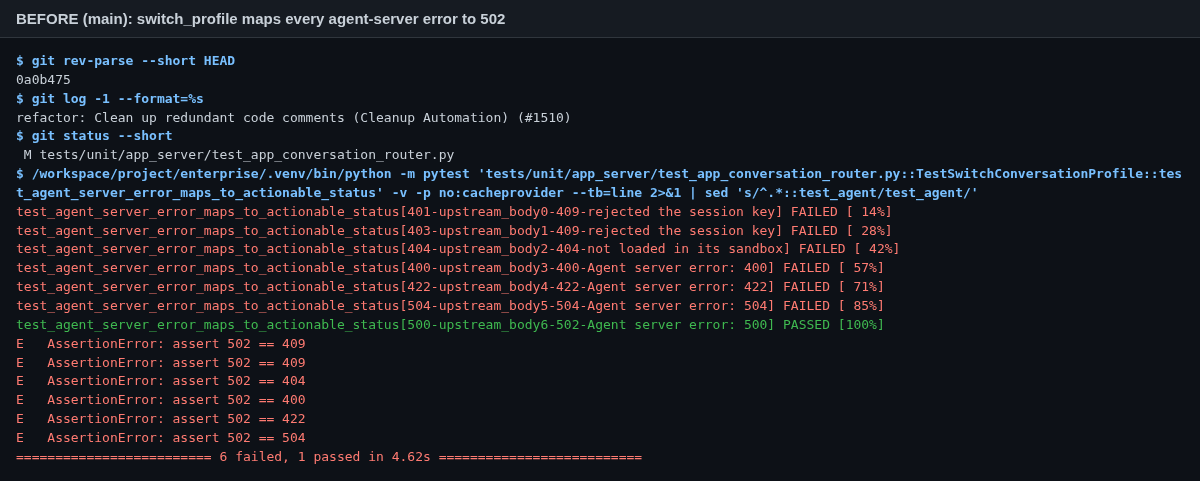 BEFORE (main): switch_profile maps every agent-server error to 502
$ git rev-parse --short HEAD
0a0b475
$ git log -1 --format=%s
refactor: Clean up redundant code comments (Cleanup Automation) (#1510)
$ git status --short
 M tests/unit/app_server/test_app_conversation_router.py
$ /workspace/project/enterprise/.venv/bin/python -m pytest 'tests/unit/app_server/test_app_conversation_router.py::TestSwitchConversationProfile::tes
t_agent_server_error_maps_to_actionable_status' -v -p no:cacheprovider --tb=line 2>&1 | sed 's/^.*::test_agent/test_agent/'
test_agent_server_error_maps_to_actionable_status[401-upstream_body0-409-rejected the session key] FAILED [ 14%]
test_agent_server_error_maps_to_actionable_status[403-upstream_body1-409-rejected the session key] FAILED [ 28%]
test_agent_server_error_maps_to_actionable_status[404-upstream_body2-404-not loaded in its sandbox] FAILED [ 42%]
test_agent_server_error_maps_to_actionable_status[400-upstream_body3-400-Agent server error: 400] FAILED [ 57%]
test_agent_server_error_maps_to_actionable_status[422-upstream_body4-422-Agent server error: 422] FAILED [ 71%]
test_agent_server_error_maps_to_actionable_status[504-upstream_body5-504-Agent server error: 504] FAILED [ 85%]
test_agent_server_error_maps_to_actionable_status[500-upstream_body6-502-Agent server error: 500] PASSED [100%]
E   AssertionError: assert 502 == 409
E   AssertionError: assert 502 == 409
E   AssertionError: assert 502 == 404
E   AssertionError: assert 502 == 400
E   AssertionError: assert 502 == 422
E   AssertionError: assert 502 == 504
========================= 6 failed, 1 passed in 4.62s ==========================